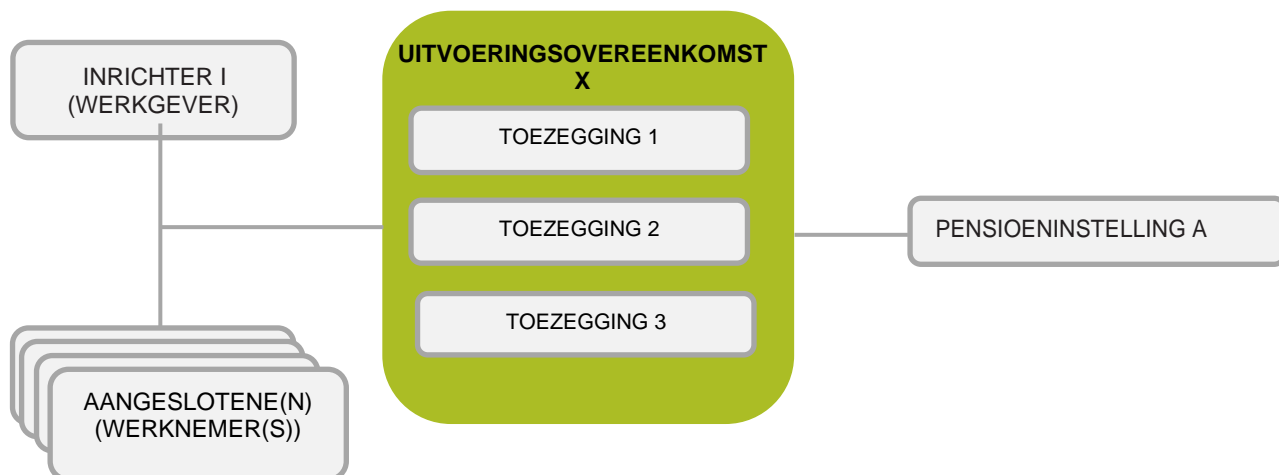 INRICHTER I
(WERKGEVER)
UITVOERINGSOVEREENKOMST
X
TOEZEGGING 1
TOEZEGGING 2
TOEZEGGING 3
PENSIOENINSTELLING A
AANGESLOTENE(N)
(WERKNEMER(S))